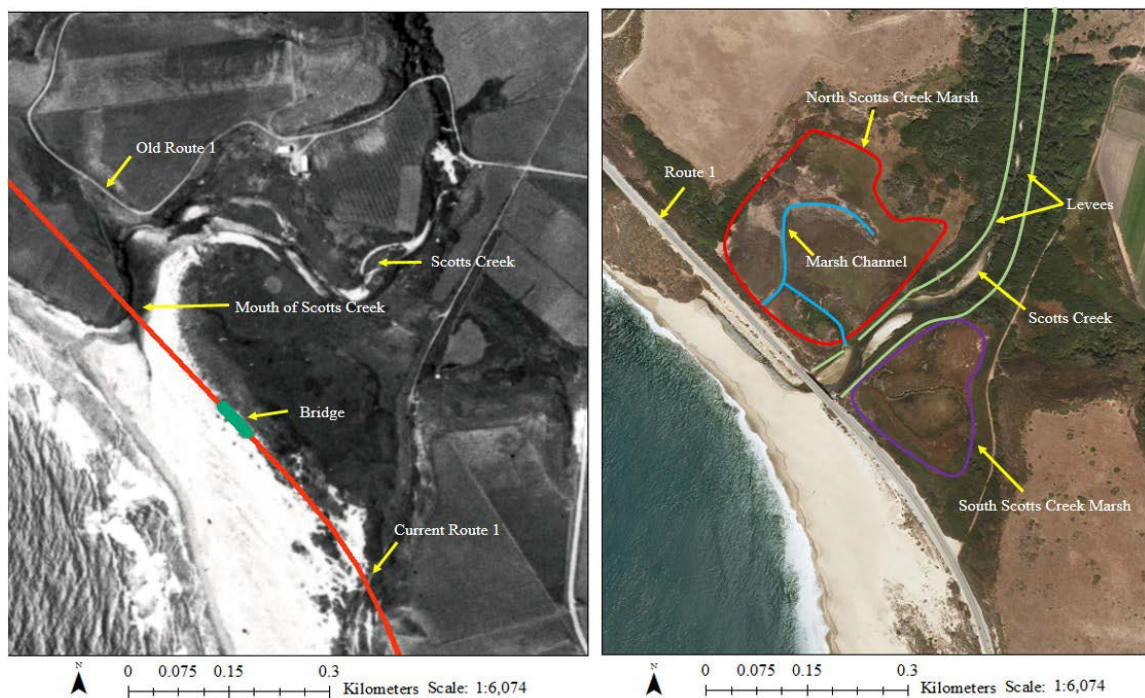 Old Route 1
Scotts Creek
Mouth of Scotts Creek
Bridge
Current Route 1
N
0 0.075 0.15 0.3
Kilometers Scale: 1:6,074
North Scotts Creek Marsh
Route 1
Levees
Marsh Channel
Scotts Creek
South Scotts Creek Marsh
N
0 0.075 0.15 0.3
Kilometers Scale: 1:6,074